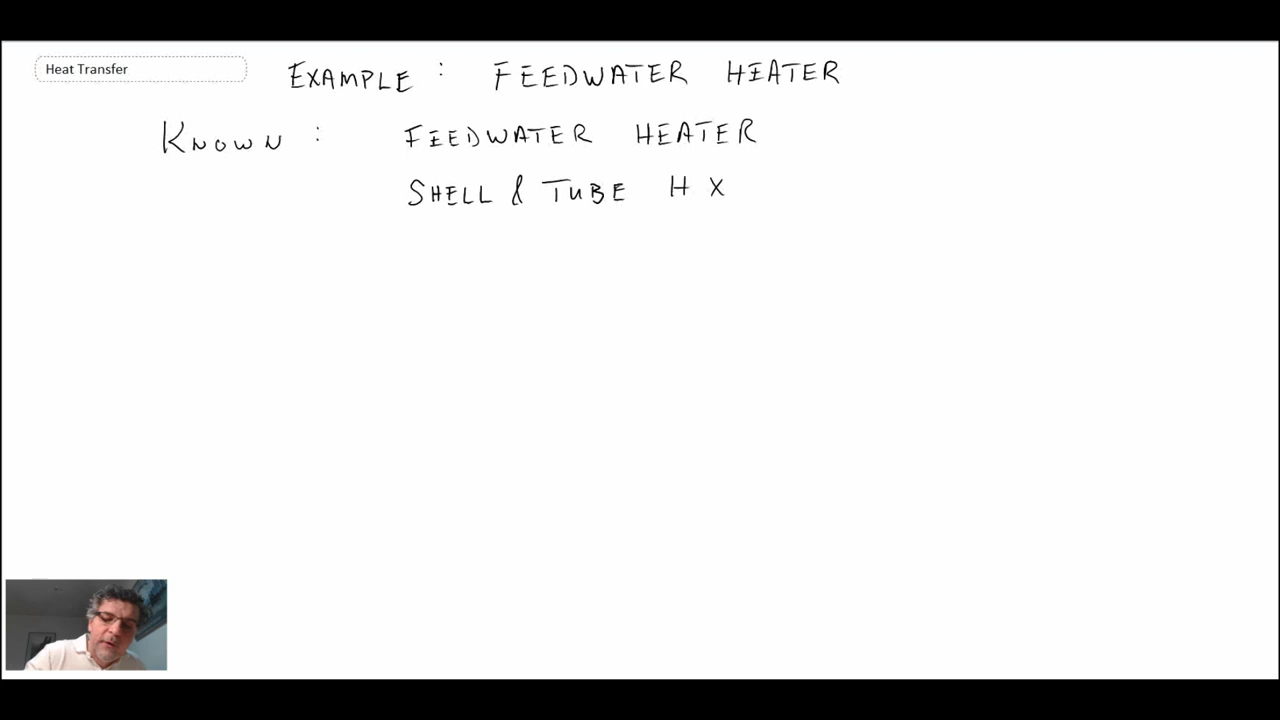 Heat Transfer
EXAMPLE : FEEDWATER HEATER
KNOWN : FEEDWATER HEATER
SHELL & TUBE HX